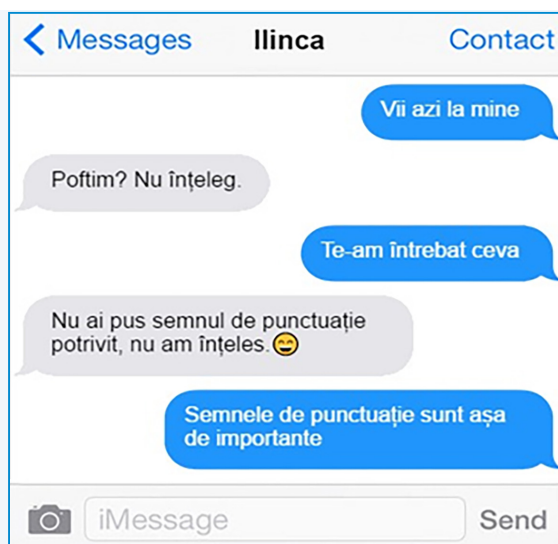 Messages Ilinca Contact
Vii azi la mine
Poftim? Nu înțeleg.
Te-am întrebat ceva
Nu ai pus semnul de punctuație
potrivit, nu am înțeles.😄
Semnele de punctuație sunt așa
de importante
iMessage Send